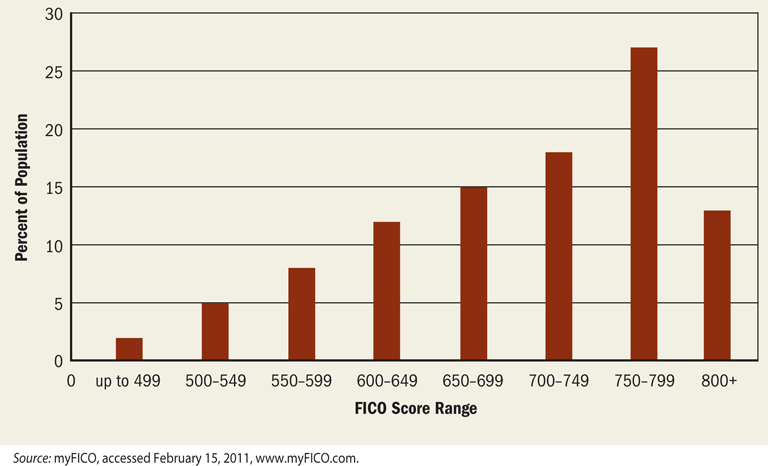 30
25
20
15
10
5
0
Percent of Population
0 up to 499 500–549 550–599 600–649 650–699 700–749 750–799 800+
FICO Score Range
Source: myFICO, accessed February 15, 2011, www.myFICO.com.